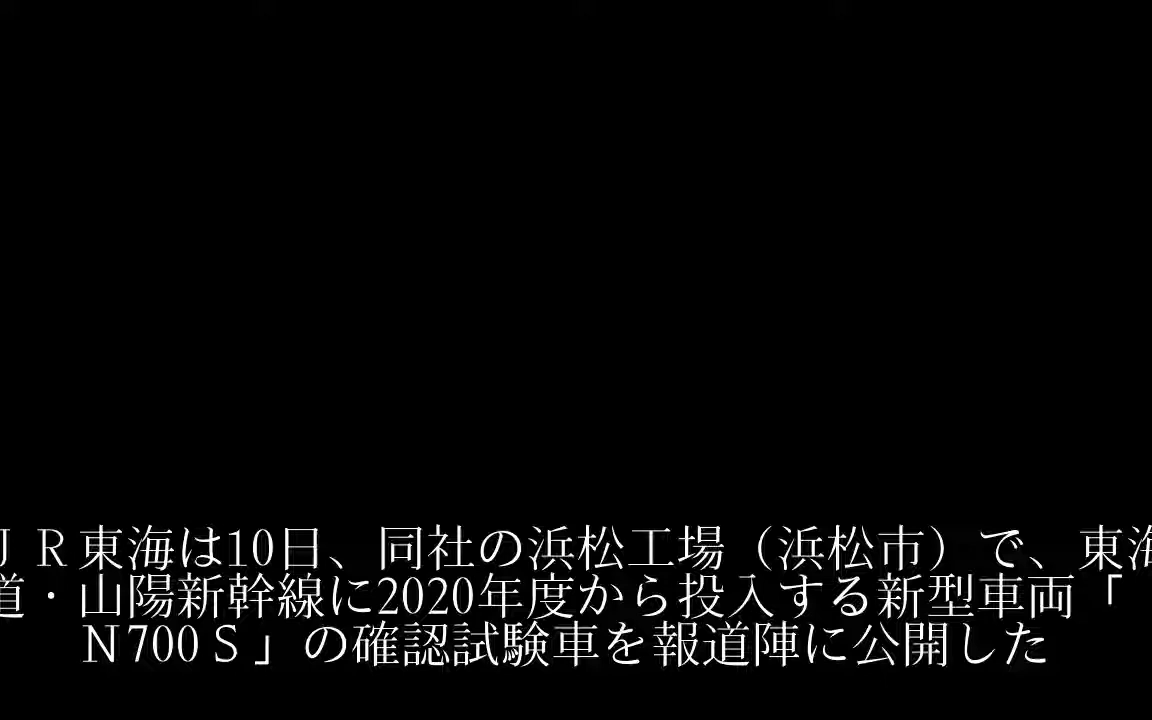 ＪＲ東海は10日、同社の浜松工場（浜松市）で、東海
道・山陽新幹線に2020年度から投入する新型車両「
Ｎ700Ｓ」の確認試験車を報道陣に公開した